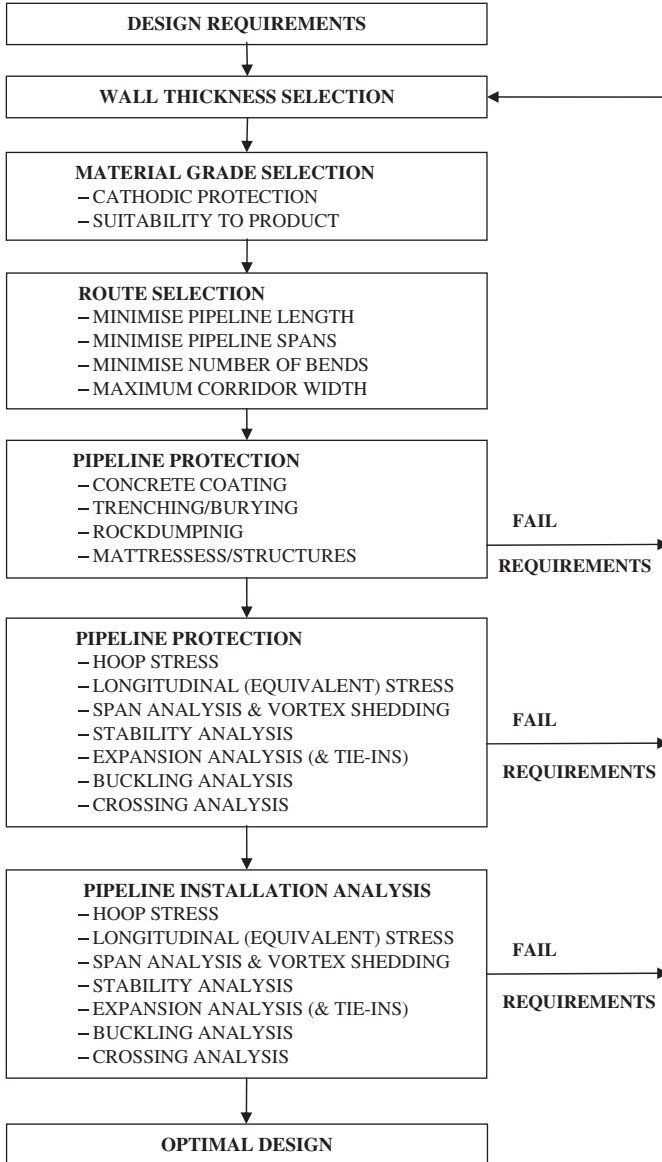 DESIGN REQUIREMENTS
WALL THICKNESS SELECTION
MATERIAL GRADE SELECTION
– CATHODIC PROTECTION
– SUITABILITY TO PRODUCT
ROUTE SELECTION
– MINIMISE PIPELINE LENGTH
– MINIMISE PIPELINE SPANS
– MINIMISE NUMBER OF BENDS
– MAXIMUM CORRIDOR WIDTH
PIPELINE PROTECTION
– CONCRETE COATING
– TRENCHING/BURYING
– ROCKDUMPINIG
– MATTRESSESS/STRUCTURES
FAIL
REQUIREMENTS
PIPELINE PROTECTION
– HOOP STRESS
– LONGITUDINAL (EQUIVALENT) STRESS
– SPAN ANALYSIS & VORTEX SHEDDING
– STABILITY ANALYSIS
– EXPANSION ANALYSIS (& TIE-INS)
– BUCKLING ANALYSIS
– CROSSING ANALYSIS
FAIL
REQUIREMENTS
PIPELINE INSTALLATION ANALYSIS
– HOOP STRESS
– LONGITUDINAL (EQUIVALENT) STRESS
– SPAN ANALYSIS & VORTEX SHEDDING
– STABILITY ANALYSIS
– EXPANSION ANALYSIS (& TIE-INS)
– BUCKLING ANALYSIS
– CROSSING ANALYSIS
FAIL
REQUIREMENTS
OPTIMAL DESIGN